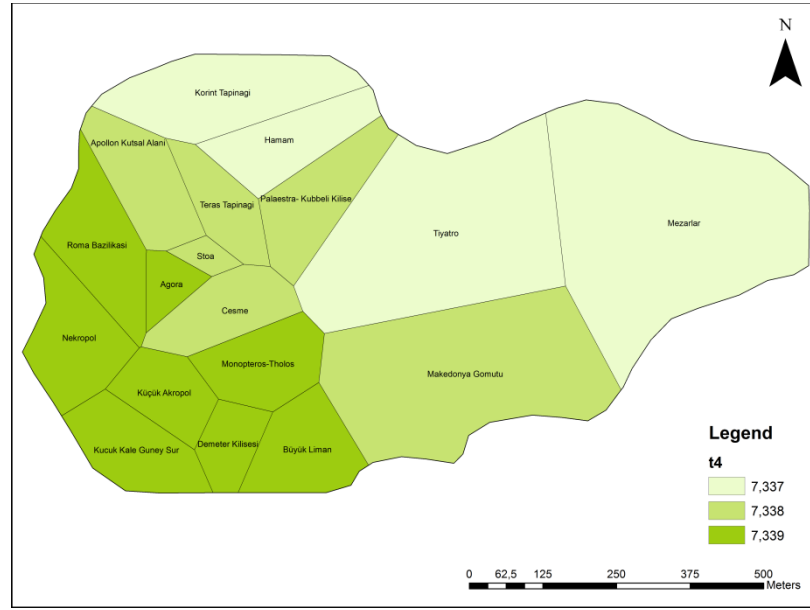 N
Korint Tapinagi
Hamam
Apollon Kutsal Alani
Teras Tapinagi
Palaestra- Kubbeli Kilise
Mezarlar
Tiyatro
Roma Bazilikasi
Stoa
Agora
Cesme
Nekropol
Monopteros-Tholos
Makedonya Gomutu
Küçük Akropol
Kucuk Kale Guney Sur
Demeter Kilisesi
Büyük Liman
Legend
t4
7,337
7,338
7,339
0 62,5 125 250 375 500
Meters